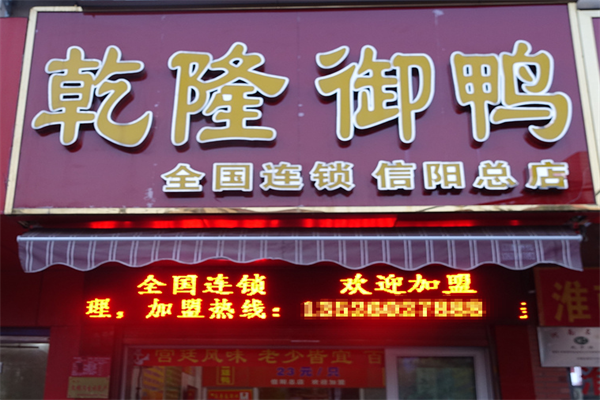 乾隆御鸭
全国连锁 信阳总店
全国连锁 欢迎加盟
理，加盟热线：
宫廷风味 老少皆宜
淮